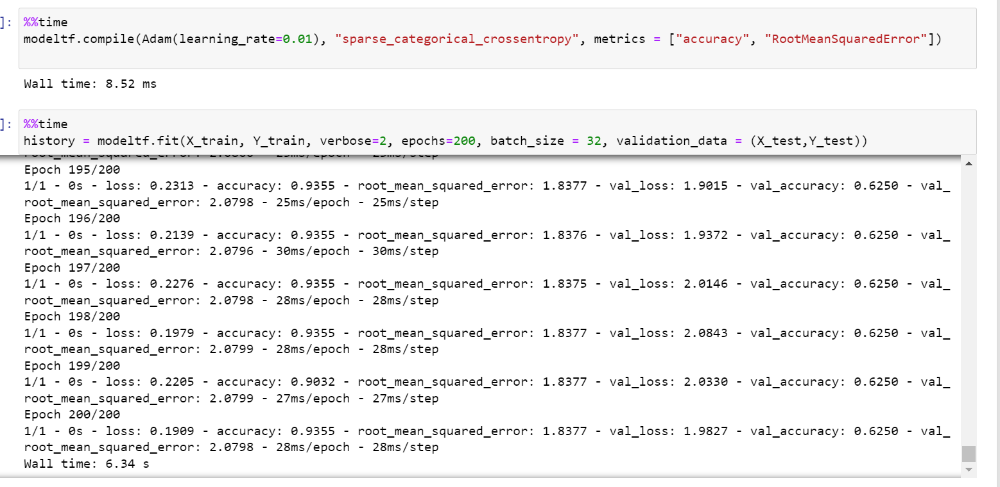 ]: %%time
modeltf.compile(Adam(learning_rate=0.01), "sparse_categorical_crossentropy", metrics = ["accuracy", "RootMeanSquaredError"])
Wall time: 8.52 ms
]: %%time
history = modeltf.fit(X_train, Y_train, verbose=2, epochs=200, batch_size = 32, validation_data = (X_test,Y_test))
Epoch 195/200
1/1 - 0s - loss: 0.2313 - accuracy: 0.9355 - root_mean_squared_error: 1.8377 - val_loss: 1.9015 - val_accuracy: 0.6250 - val_
root_mean_squared_error: 2.0798 - 25ms/epoch - 25ms/step
Epoch 196/200
1/1 - 0s - loss: 0.2139 - accuracy: 0.9355 - root_mean_squared_error: 1.8376 - val_loss: 1.9372 - val_accuracy: 0.6250 - val_
root_mean_squared_error: 2.0796 - 30ms/epoch - 30ms/step
Epoch 197/200
1/1 - 0s - loss: 0.2276 - accuracy: 0.9355 - root_mean_squared_error: 1.8375 - val_loss: 2.0146 - val_accuracy: 0.6250 - val_
root_mean_squared_error: 2.0798 - 28ms/epoch - 28ms/step
Epoch 198/200
1/1 - 0s - loss: 0.1979 - accuracy: 0.9355 - root_mean_squared_error: 1.8377 - val_loss: 2.0843 - val_accuracy: 0.6250 - val_
root_mean_squared_error: 2.0799 - 28ms/epoch - 28ms/step
Epoch 199/200
1/1 - 0s - loss: 0.2205 - accuracy: 0.9032 - root_mean_squared_error: 1.8377 - val_loss: 2.0330 - val_accuracy: 0.6250 - val_
root_mean_squared_error: 2.0799 - 27ms/epoch - 27ms/step
Epoch 200/200
1/1 - 0s - loss: 0.1909 - accuracy: 0.9355 - root_mean_squared_error: 1.8377 - val_loss: 1.9827 - val_accuracy: 0.6250 - val_
root_mean_squared_error: 2.0798 - 28ms/epoch - 28ms/step
Wall time: 6.34 s